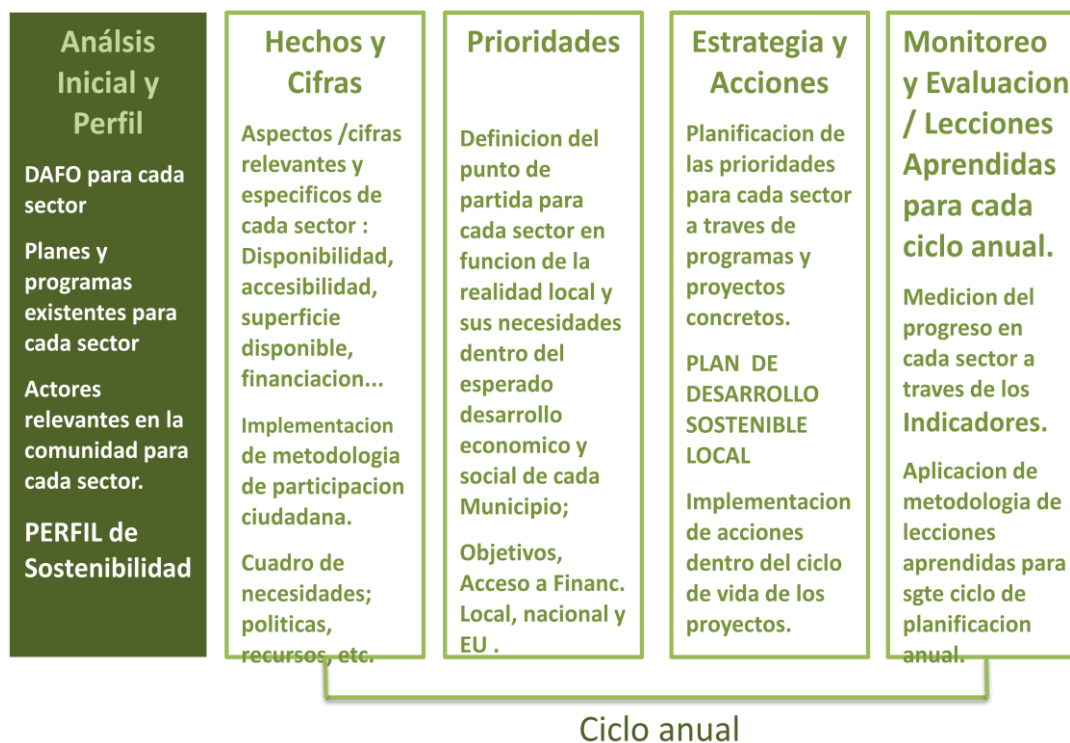 Análsis
Inicial y
Perfil
DAFO para cada
sector
Planes y
programas
existentes para
cada sector
Actores
relevantes en la
comunidad para
cada sector.
PERFIL de
Sostenibilidad
Hechos y
Cifras
Aspectos /cifras
relevantes y
especificos de
cada sector :
Disponibilidad,
accesibilidad,
superficie
disponible,
financiacion...
Implementacion
de metodologia
de participacion
ciudadana.
Cuadro de
necesidades;
politicas,
recursos, etc.
Prioridades
Definicion del
punto de
partida para
cada sector en
funcion de la
realidad local y
sus necesidades
dentro del
esperado
desarrollo
economico y
social de cada
Municipio;
Objetivos,
Acceso a Financ.
Local, nacional y
EU .
Estrategia y
Acciones
Planificacion de
las prioridades
para cada sector
a traves de
programas y
proyectos
concretos.
PLAN DE
DESARROLLO
SOSTENIBLE
LOCAL
Implementacion
de acciones
dentro del ciclo
de vida de los
proyectos.
Monitoreo
y Evaluacion
/ Lecciones
Aprendidas
para cada
ciclo anual.
Medicion del
progreso en
cada sector a
traves de los
Indicadores.
Aplicacion de
metodologia de
lecciones
aprendidas para
sgte ciclo de
planificacion
anual.
Ciclo anual